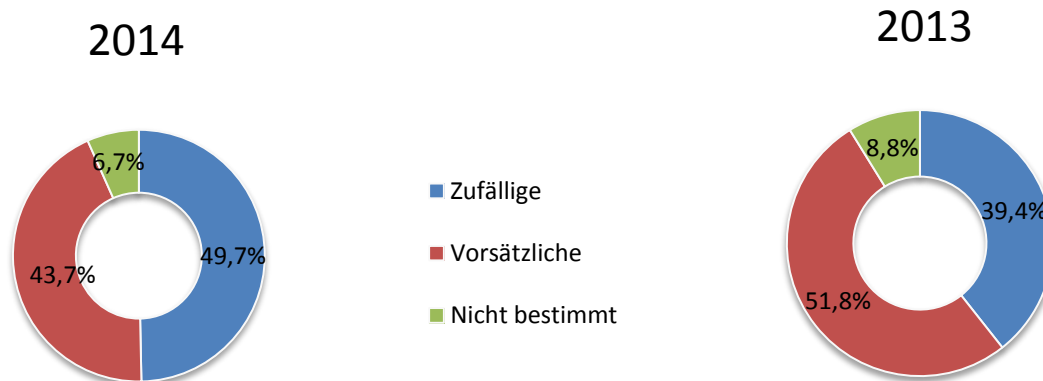 2014
6,7%
49,7%
43,7%
Zufällige
Vorsätzliche
Nicht bestimmt
2013
8,8%
39,4%
51,8%